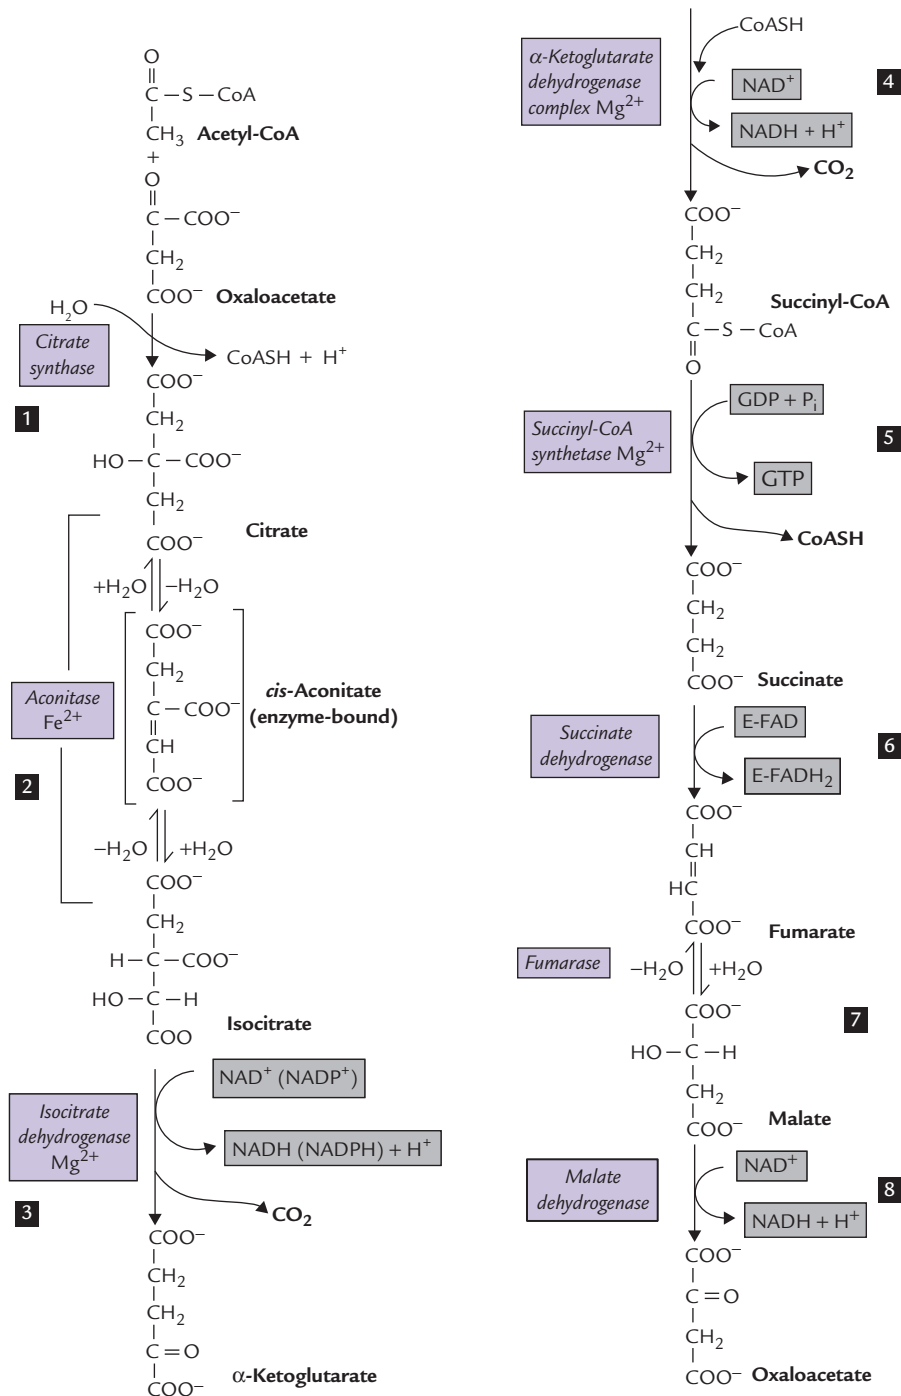 O
C – S – CoA
CH₃ Acetyl-CoA
+
O
C – COO⁻
CH₂
COO⁻ Oxaloacetate
H₂O
Citrate
synthase
CoASH + H⁺
1
COO⁻
CH₂
HO – C – COO⁻
CH₂
COO⁻
Citrate
+H₂O –H₂O
COO⁻
CH₂
C – COO⁻
CH
COO⁻
cis-Aconitate
(enzyme-bound)
Aconitase
Fe²⁺
2
–H₂O +H₂O
COO⁻
CH₂
H – C – COO⁻
HO – C – H
COO
Isocitrate
NAD⁺ (NADP⁺)
Isocitrate
dehydrogenase
Mg²⁺
NADH (NADPH) + H⁺
3
CO₂
COO⁻
CH₂
CH₂
C = O
COO⁻
α-Ketoglutarate
CoASH
α-Ketoglutarate
dehydrogenase
complex Mg²⁺
4
NAD⁺
NADH + H⁺
CO₂
COO⁻
CH₂
CH₂
Succinyl-CoA
C – S – CoA
O
GDP + Pᵢ
Succinyl-CoA
synthetase Mg²⁺
5
GTP
CoASH
COO⁻
CH₂
CH₂
COO⁻ Succinate
E-FAD
Succinate
dehydrogenase
6
E-FADH₂
COO⁻
CH
HC
COO⁻ Fumarate
Fumarase
–H₂O +H₂O
COO⁻
7
HO – C – H
CH₂
COO⁻ Malate
NAD⁺
Malate
dehydrogenase
8
NADH + H⁺
COO⁻
C = O
CH₂
COO⁻ Oxaloacetate